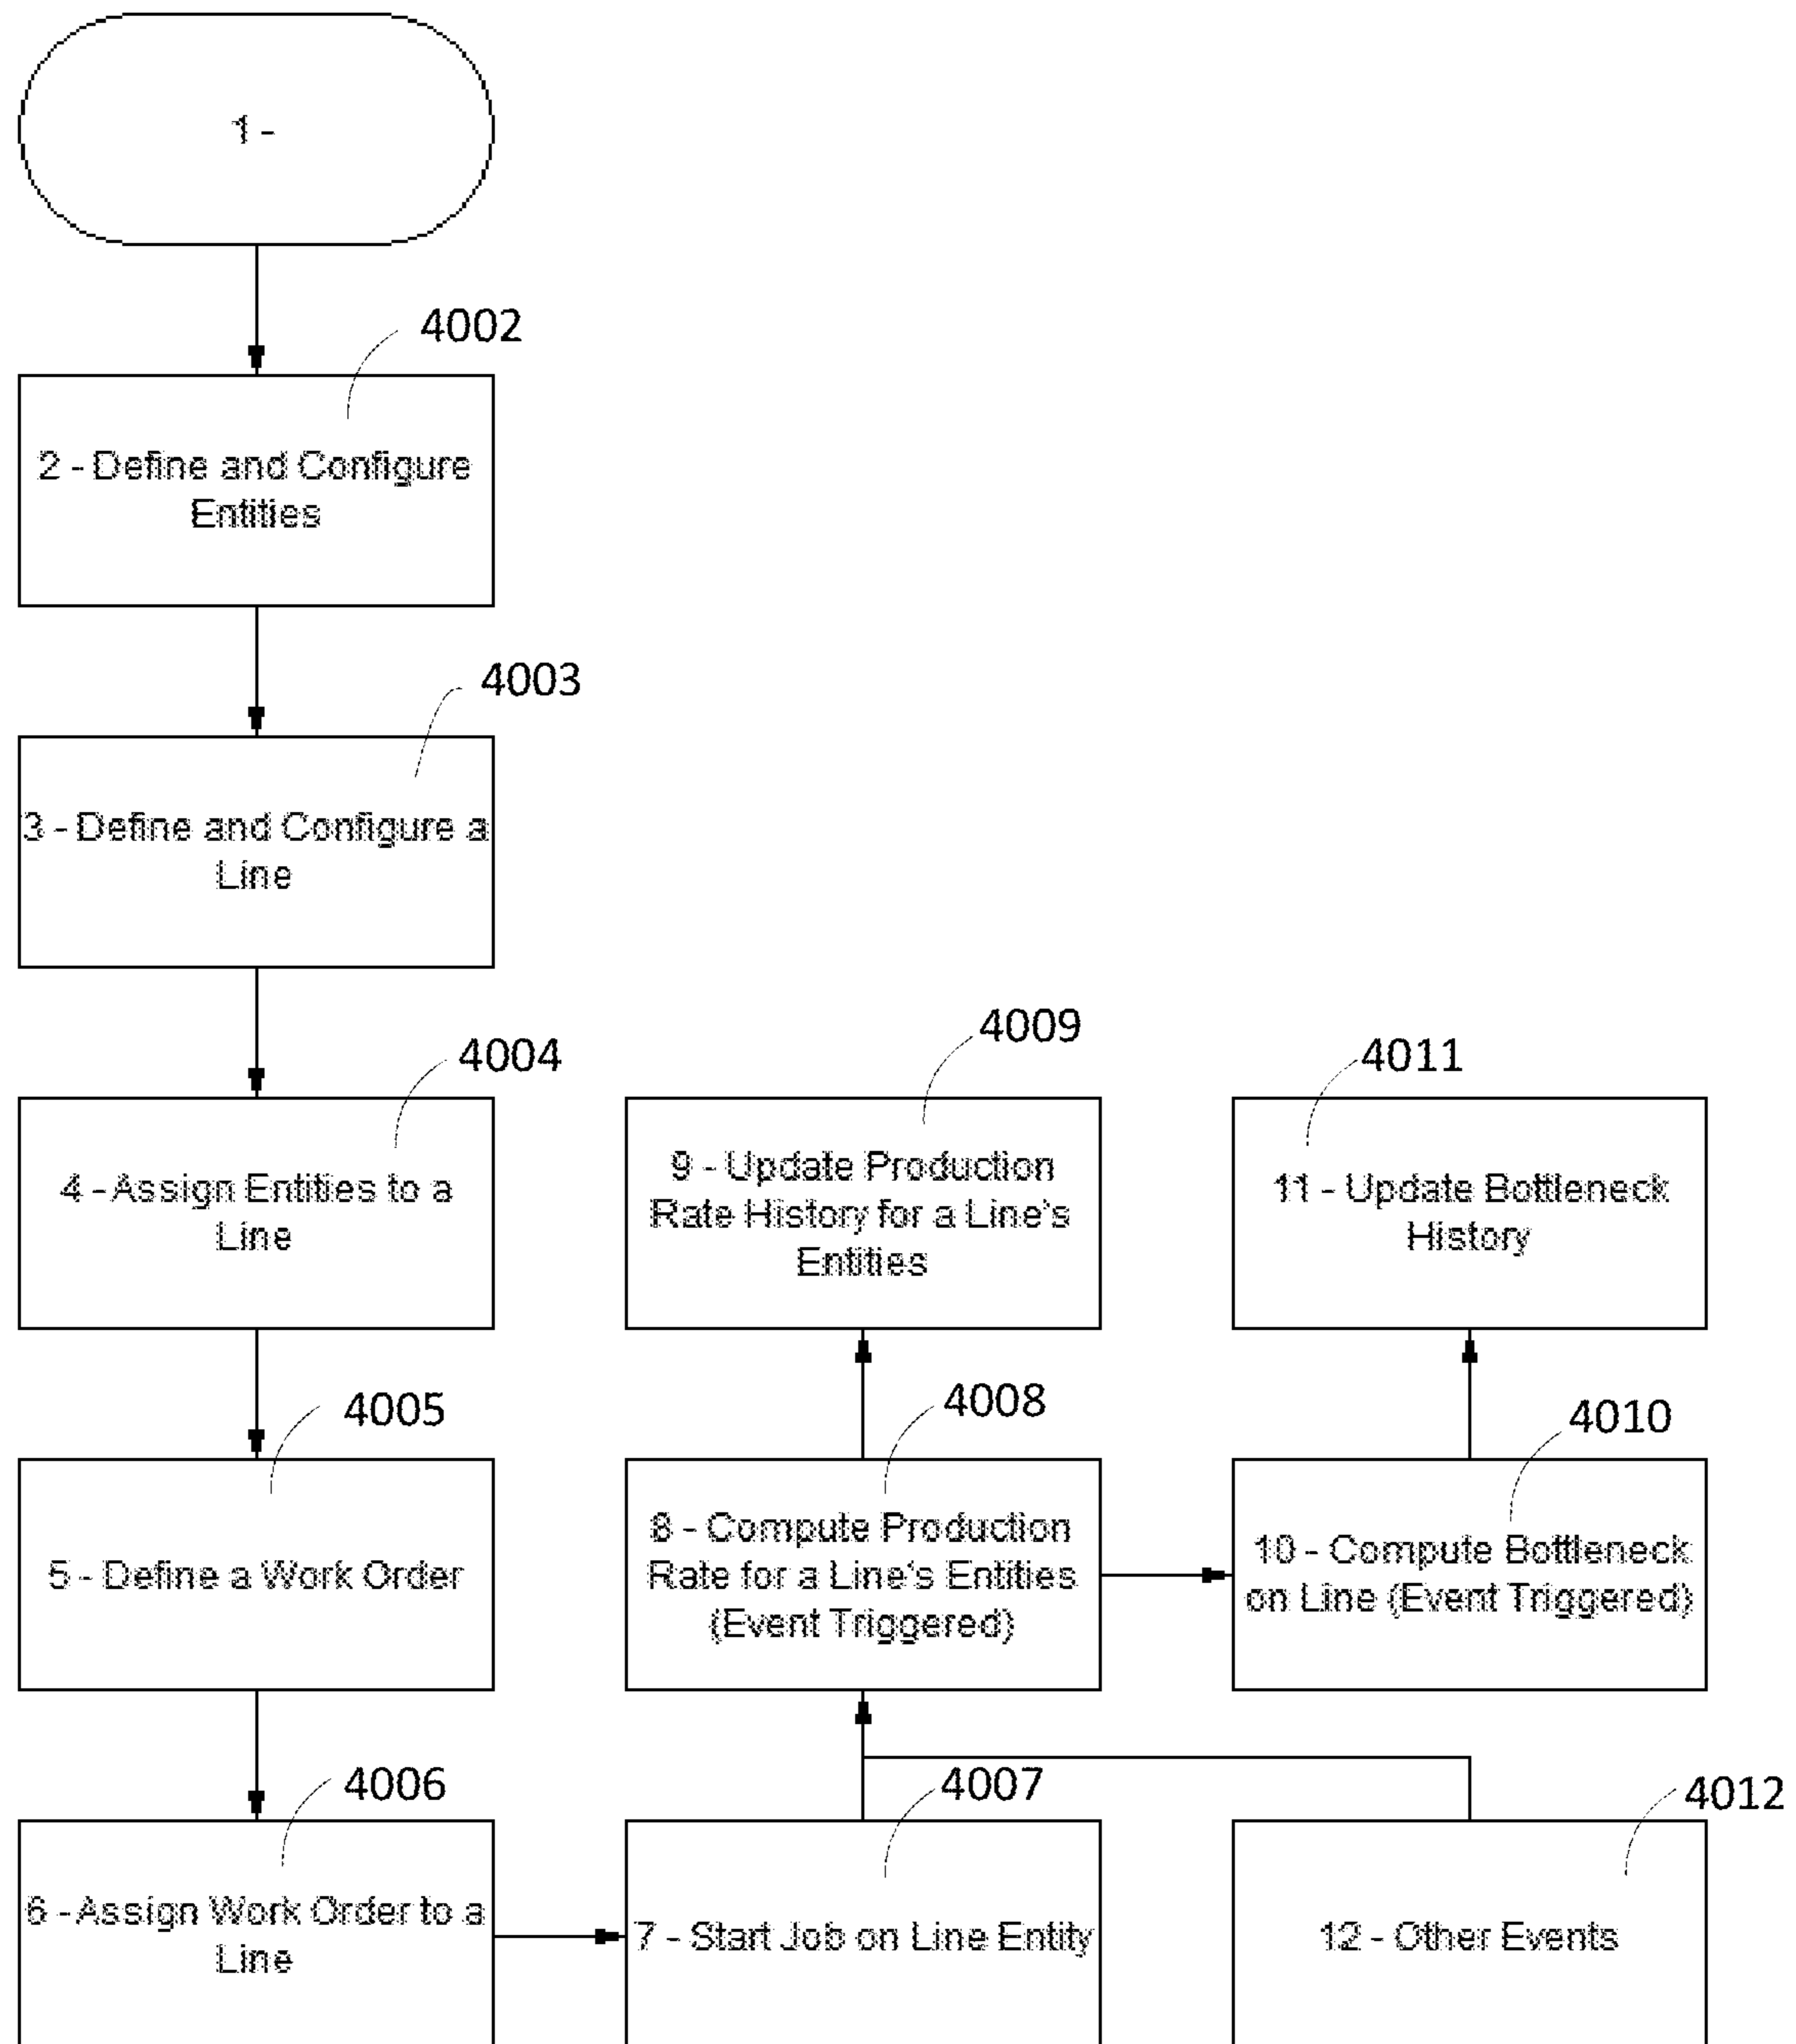 1 -
4002
2 - Define and Configure
Entities
4003
3 - Define and Configure a
Line
4004
4 - Assign Entities to a
Line
4005
5 - Define a Work Order
4006
6 - Assign Work Order to a
Line
4007
7 - Start Job on Line Entity
4008
8 - Compute Production
Rate for a Line's Entities
(Event Triggered)
4009
9 - Update Production
Rate History for a Line's
Entities
4010
10 - Compute Bottleneck
on Line (Event Triggered)
4011
11 - Update Bottleneck
History
4012
12 - Other Events